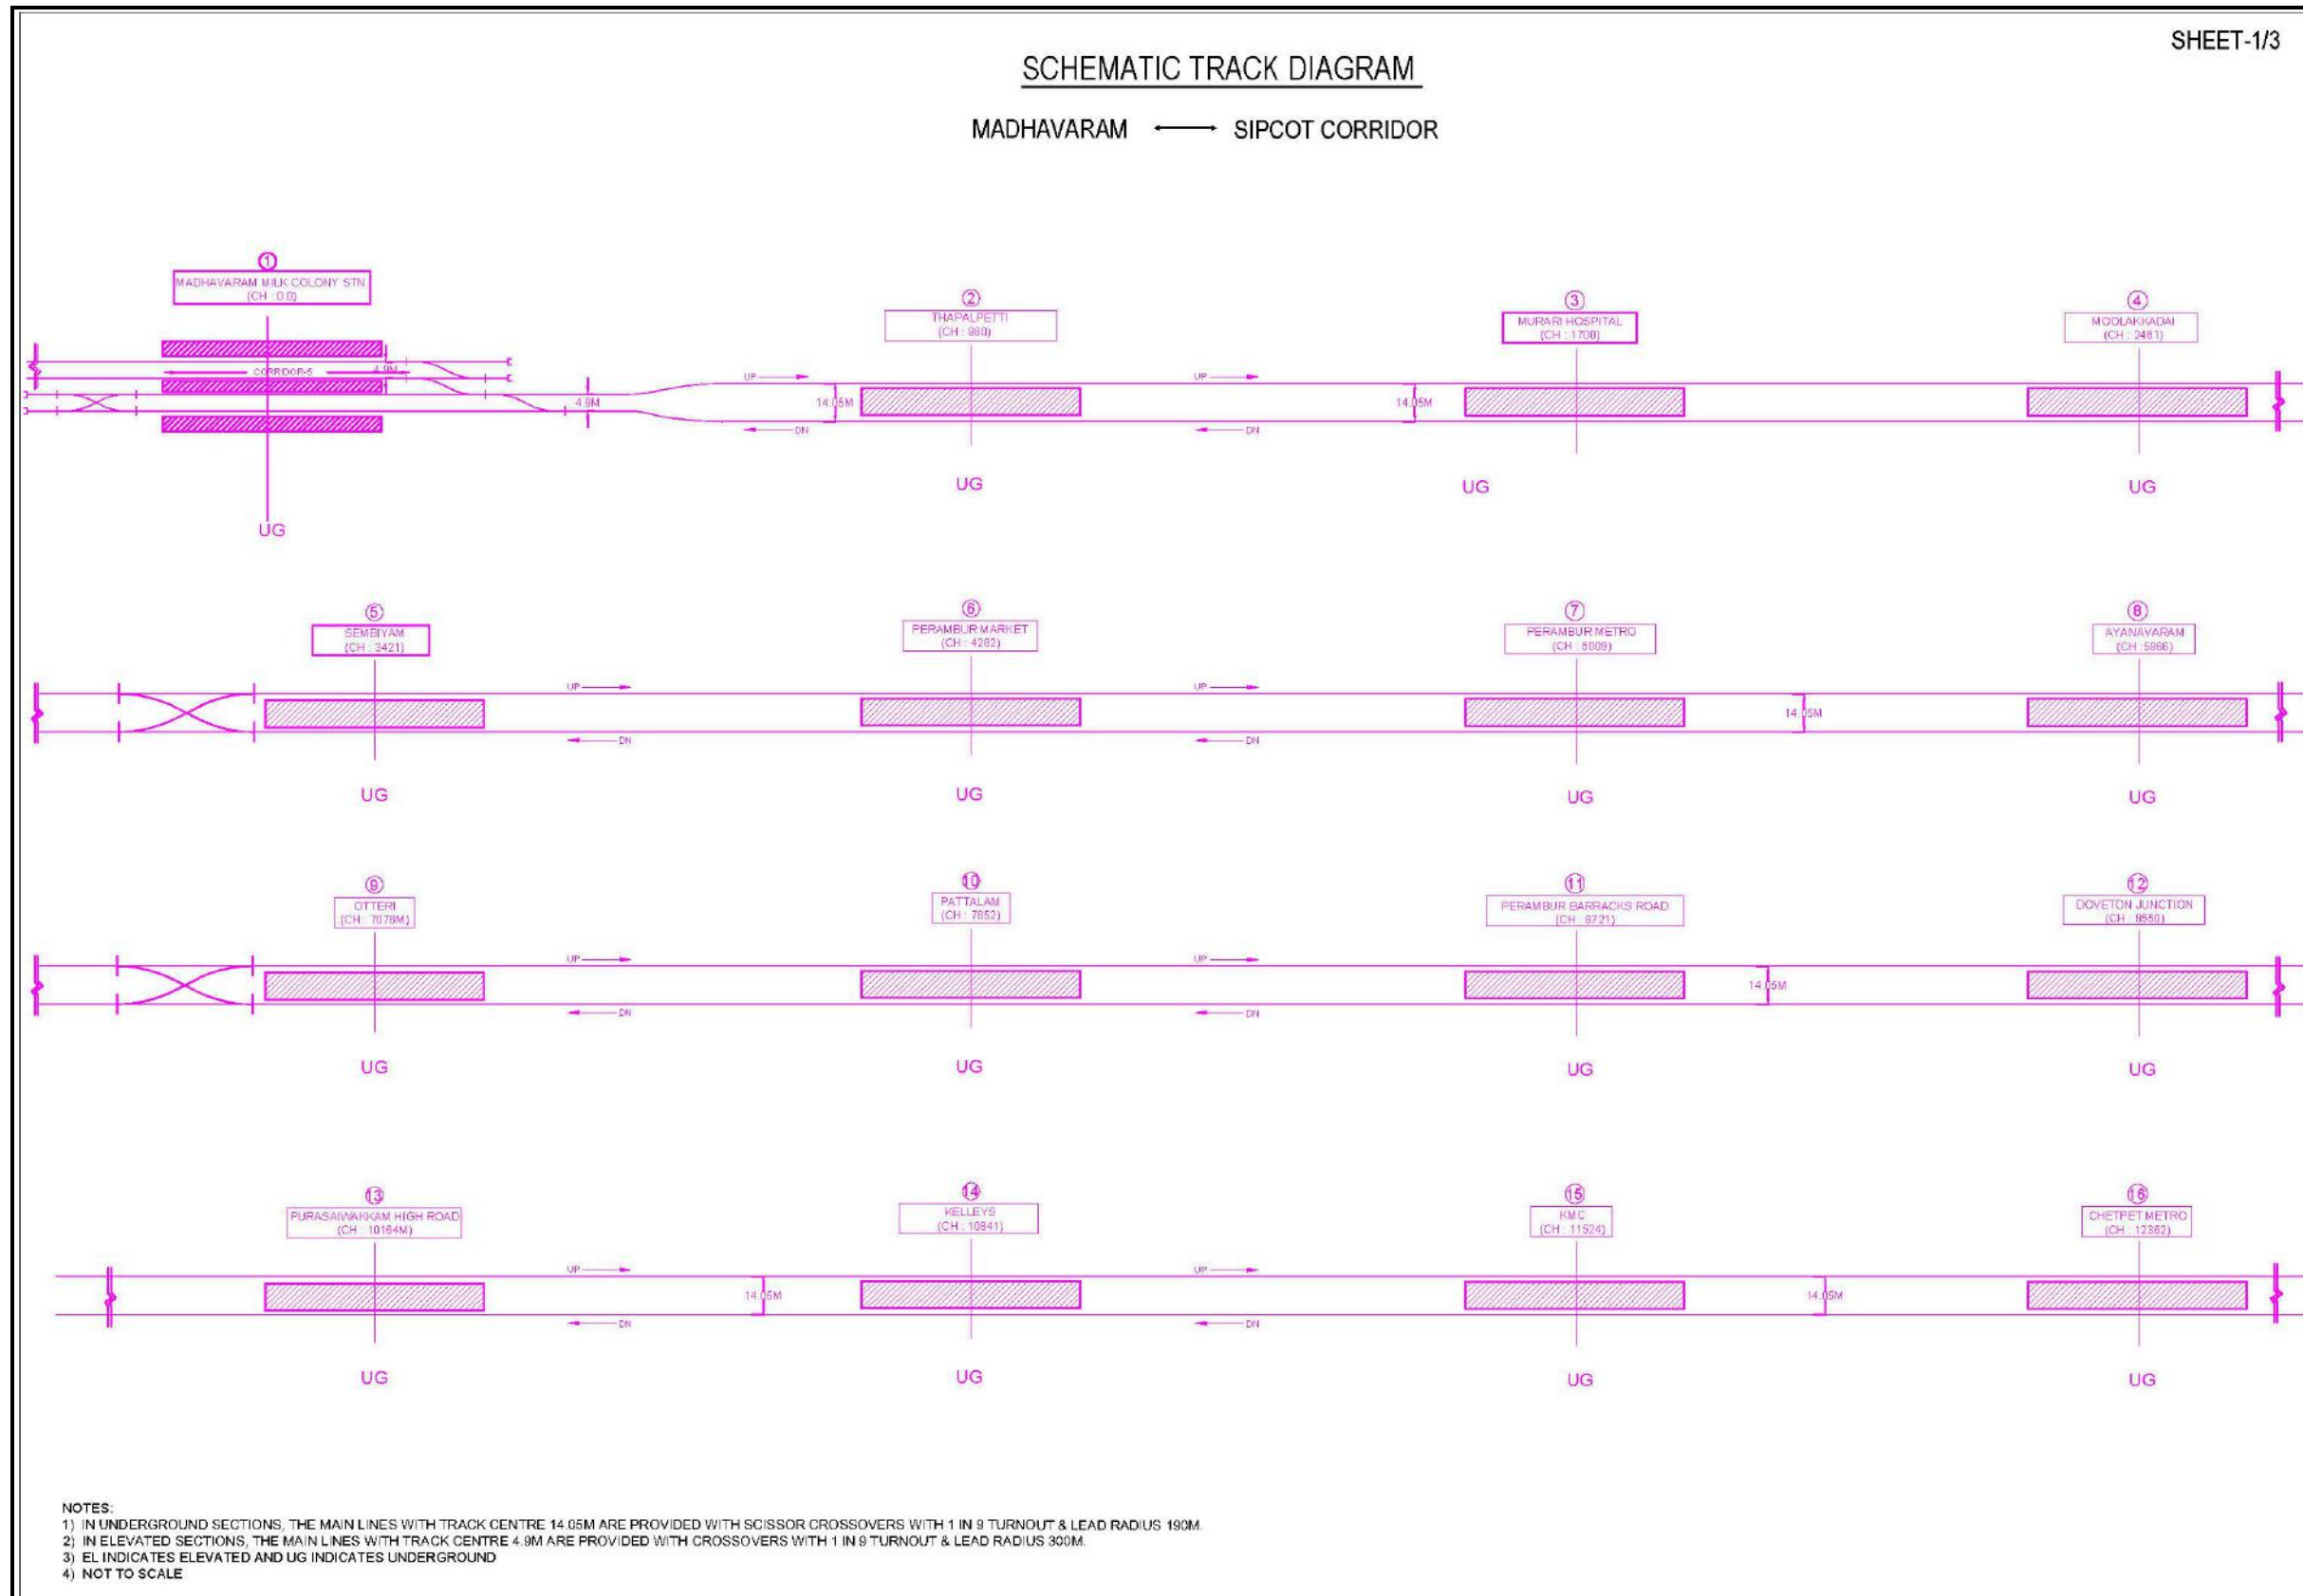 SHEET-1/3
SCHEMATIC TRACK DIAGRAM
MADHAVARAM SIPCOT CORRIDOR
1
MADHAVARAM MILK COLONY STN
(CH : 0.0)
2
THAPALPETTI
(CH : 980)
3
MURARI HOSPITAL
(CH : 1700)
4
MOOLAKKADAI
(CH : 2481)
CORRIDOR-5
4.9M
4.9M
UP
14.05M
UP
14.05M
DN
DN
UG
UG
UG
UG
5
SEMBIYAM
(CH : 3421)
6
PERAMBUR MARKET
(CH : 4262)
7
PERAMBUR METRO
(CH : 5009)
8
AYANAVARAM
(CH :5966)
UP
UP
14.05M
DN
DN
UG
UG
UG
UG
9
OTTERI
(CH : 7076M)
10
PATTALAM
(CH : 7852)
11
PERAMBUR BARRACKS ROAD
(CH : 8721)
12
DOVETON JUNCTION
(CH : 9550)
UP
UP
14.05M
DN
DN
UG
UG
UG
UG
13
PURASAIWAKKAM HIGH ROAD
(CH : 10164M)
14
KELLEYS
(CH : 10841)
15
KMC
(CH : 11524)
16
CHETPET METRO
(CH : 12362)
UP
14.05M
UP
14.05M
DN
DN
UG
UG
UG
UG
NOTES:
1) IN UNDERGROUND SECTIONS, THE MAIN LINES WITH TRACK CENTRE 14.05M ARE PROVIDED WITH SCISSOR CROSSOVERS WITH 1 IN 9 TURNOUT & LEAD RADIUS 190M.
2) IN ELEVATED SECTIONS, THE MAIN LINES WITH TRACK CENTRE 4.9M ARE PROVIDED WITH CROSSOVERS WITH 1 IN 9 TURNOUT & LEAD RADIUS 300M.
3) EL INDICATES ELEVATED AND UG INDICATES UNDERGROUND
4) NOT TO SCALE